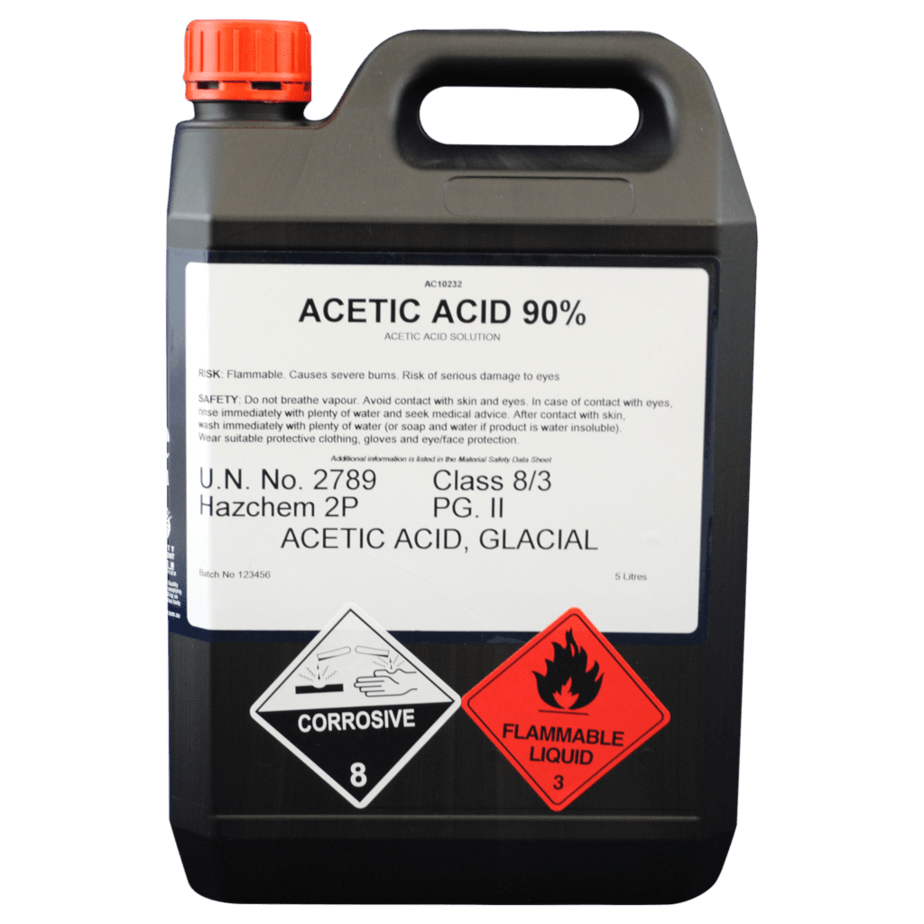 AC10232
ACETIC ACID 90%
ACETIC ACID SOLUTION
RISK: Flammable. Causes severe burns. Risk of serious damage to eyes
SAFETY: Do not breathe vapour. Avoid contact with skin and eyes. In case of contact with eyes,
rinse immediately with plenty of water and seek medical advice. After contact with skin,
wash immediately with plenty of water (or soap and water if product is water insoluble).
Wear suitable protective clothing, gloves and eye/face protection.
Additional information is listed in the Material Safety Data Sheet
U.N. No. 2789 Class 8/3
Hazchem 2P PG. II
ACETIC ACID, GLACIAL
Batch No 123456 5 Litres
CORROSIVE
8
FLAMMABLE
LIQUID
3